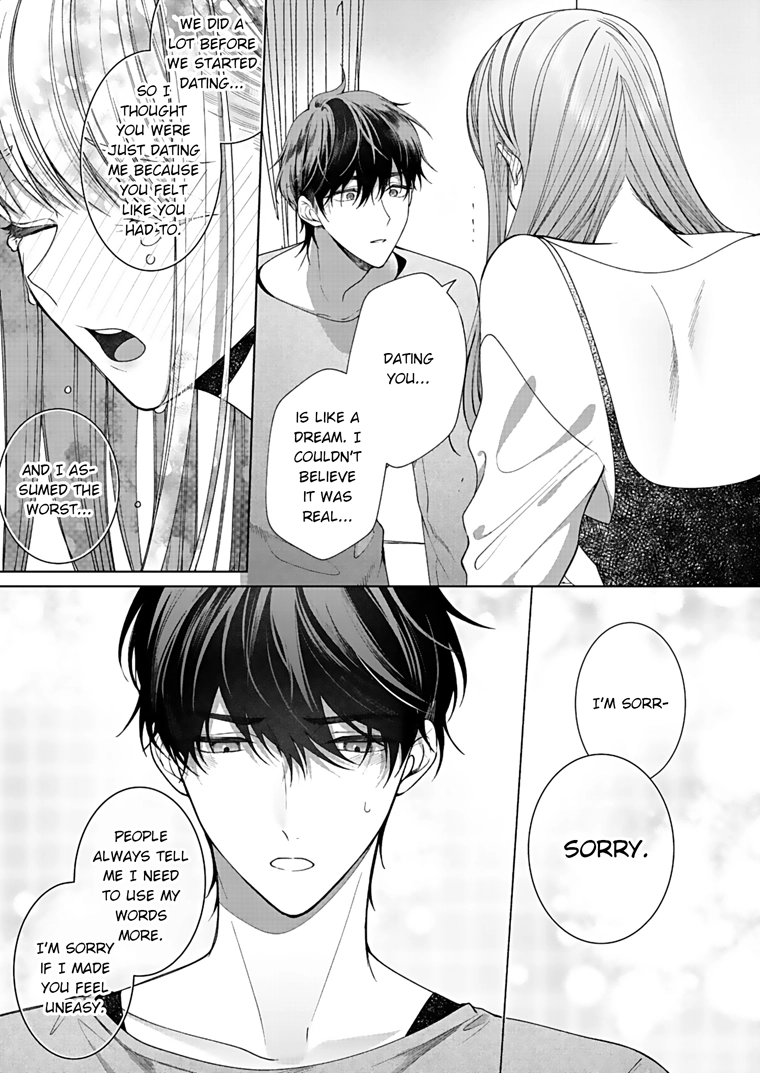 DATING
YOU...
IS LIKE A
DREAM. I
COULDN'T
BELIEVE
IT WAS
REAL...
WE DID A
LOT BEFORE
WE STARTED
DATING...
SO I
THOUGHT
YOU WERE
JUST DATING
ME BECAUSE
YOU FELT
LIKE YOU
HAD TO.
AND I AS-
SUMED THE
WORST...
I'M SORR-
SORRY.
PEOPLE
ALWAYS TELL
ME I NEED
TO USE MY
WORDS
MORE.
I'M SORRY
IF I MADE
YOU FEEL
UNEASY.